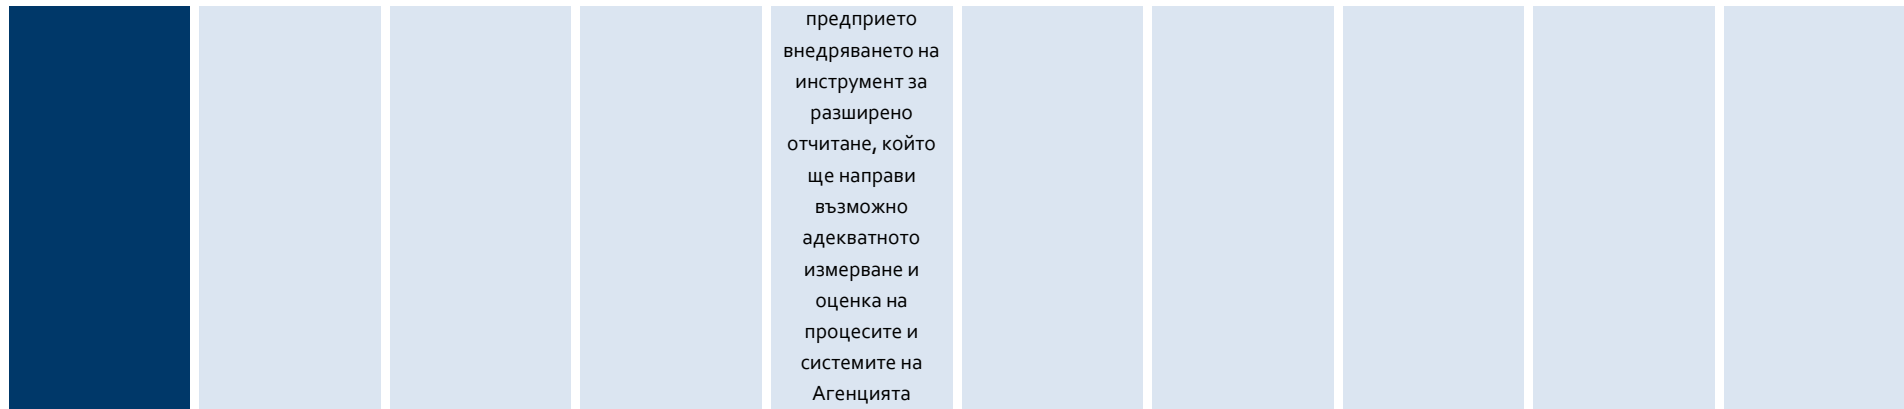 предприето
внедряването на
инструмент за
разширено
отчитане, който
ще направи
възможно
адекватното
измерване и
оценка на
процесите и
системите на
Агенцията